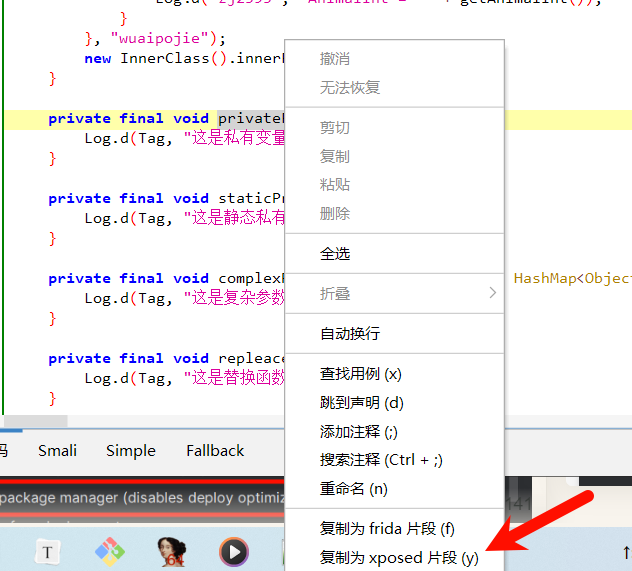 Log.d("zj2595", "AnimalInt = " + getAnimalInt());
}
}, "wuaipojie");
new InnerClass().innerF
}
private final void private
Log.d(Tag, "这是私有变量
}
private final void staticPr
Log.d(Tag, "这是静态私有
}
private final void complex HashMap<Object
Log.d(Tag, "这是复杂参数
}
private final void repleace
Log.d(Tag, "这是替换函数
}
撤消
无法恢复
剪切
复制
粘贴
删除
全选
折叠
自动换行
查找用例 (x)
跳到声明 (d)
添加注释 (;)
搜索注释 (Ctrl + ;)
重命名 (n)
复制为 frida 片段 (f)
复制为 xposed 片段 (y)
码 Smali Simple Fallback
package manager (disables deploy optimiz
141
T
64